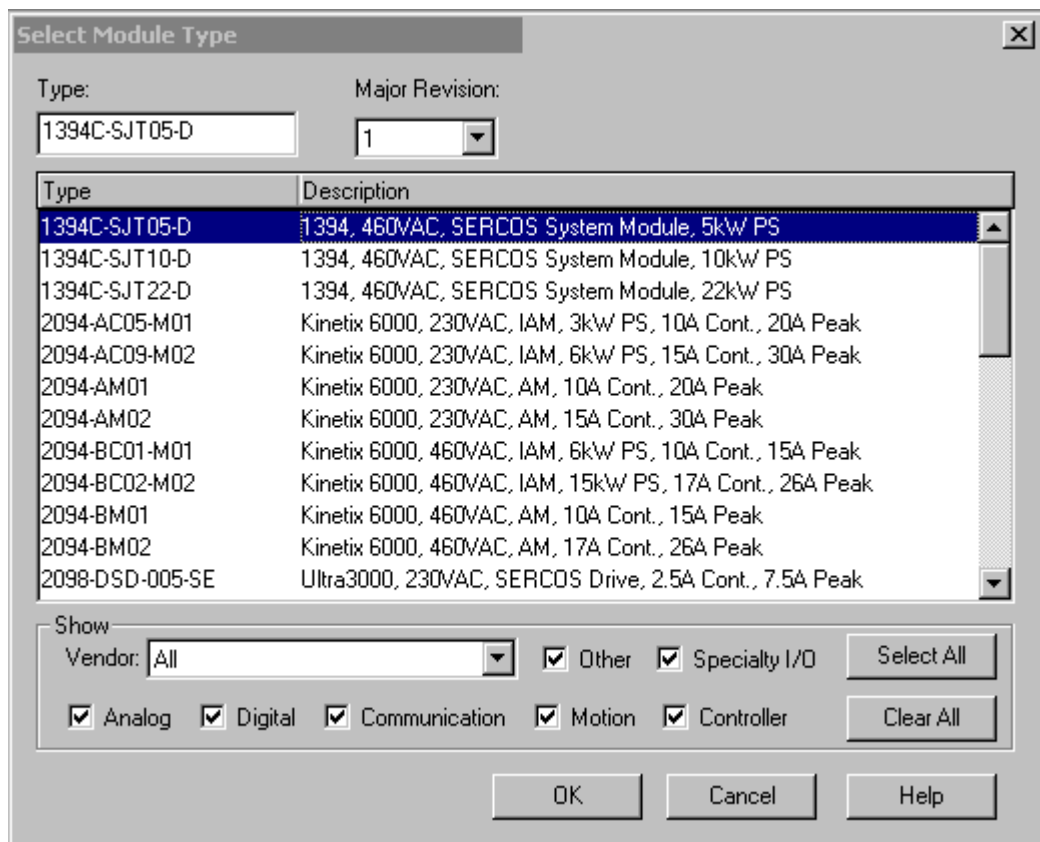 Select Module Type
Type: Major Revision:
1394C-SJT05-D 1
Type Description
1394C-SJT05-D 1394, 460VAC, SERCOS System Module, 5kW PS
1394C-SJT10-D 1394, 460VAC, SERCOS System Module, 10kW PS
1394C-SJT22-D 1394, 460VAC, SERCOS System Module, 22kW PS
2094-AC05-M01 Kinetix 6000, 230VAC, IAM, 3kW PS, 10A Cont., 20A Peak
2094-AC09-M02 Kinetix 6000, 230VAC, IAM, 6kW PS, 15A Cont., 30A Peak
2094-AM01 Kinetix 6000, 230VAC, AM, 10A Cont., 20A Peak
2094-AM02 Kinetix 6000, 230VAC, AM, 15A Cont., 30A Peak
2094-BC01-M01 Kinetix 6000, 460VAC, IAM, 6kW PS, 10A Cont., 15A Peak
2094-BC02-M02 Kinetix 6000, 460VAC, IAM, 15kW PS, 17A Cont., 26A Peak
2094-BM01 Kinetix 6000, 460VAC, AM, 10A Cont., 15A Peak
2094-BM02 Kinetix 6000, 460VAC, AM, 17A Cont., 26A Peak
2098-DSD-005-SE Ultra3000, 230VAC, SERCOS Drive, 2.5A Cont., 7.5A Peak
Show
Vendor: All Other Specialty I/O Select All
Analog Digital Communication Motion Controller Clear All
OK Cancel Help